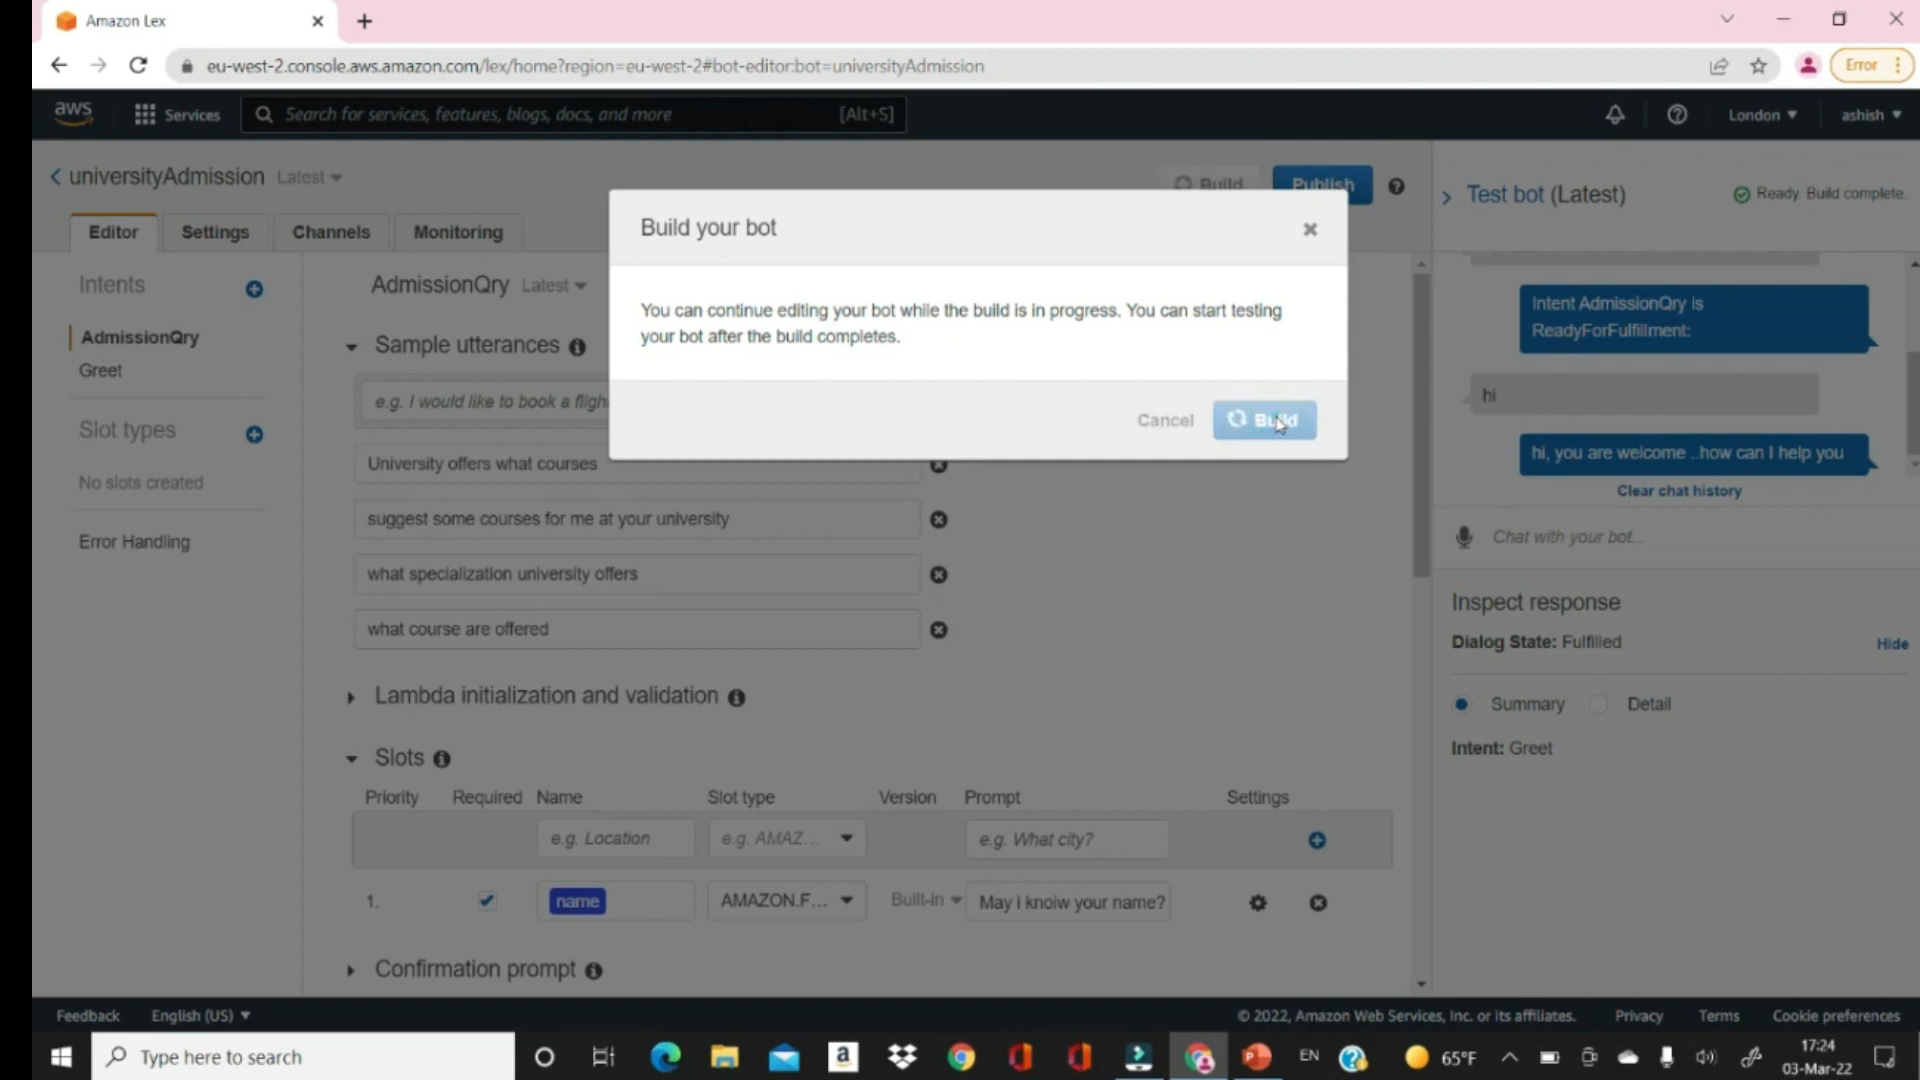 Amazon Lex
eu-west-2.console.aws.amazon.com/lex/home?region=eu-west-2#bot-editor:bot=universityAdmission
Error
aws
Services
Search for services, features, blogs, docs, and more
[Alt+S]
London
ashish
universityAdmission Latest
Build
Publish
Test bot (Latest)
Ready. Build complete.
Editor
Settings
Channels
Monitoring
Build your bot
You can continue editing your bot while the build is in progress. You can start testing
your bot after the build completes.
Cancel
Build
Intents
AdmissionQry
Greet
Slot types
No slots created
Error Handling
AdmissionQry Latest
Sample utterances
e.g. I would like to book a fligh
University offers what courses
suggest some courses for me at your university
what specialization university offers
what course are offered
Lambda initialization and validation
Slots
Priority Required Name Slot type Version Prompt Settings
e.g. Location e.g. AMAZ... e.g. What city?
1. name AMAZON.F... Built-in May I knoiw your name?
Confirmation prompt
Intent AdmissionQry is
ReadyForFulfillment:
hi
hi, you are welcome ..how can I help you
Clear chat history
Chat with your bot...
Inspect response
Dialog State: Fulfilled
Hide
Summary
Detail
Intent: Greet
Feedback
English (US)
© 2022, Amazon Web Services, Inc. or its affiliates.
Privacy
Terms
Cookie preferences
Type here to search
a
P
EN
65°F
17:24
03-Mar-22